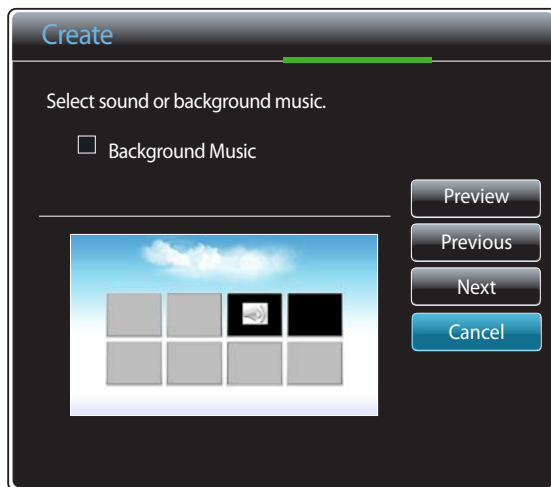 Create
Select sound or background music.
Background Music
Preview
Previous
Next
Cancel